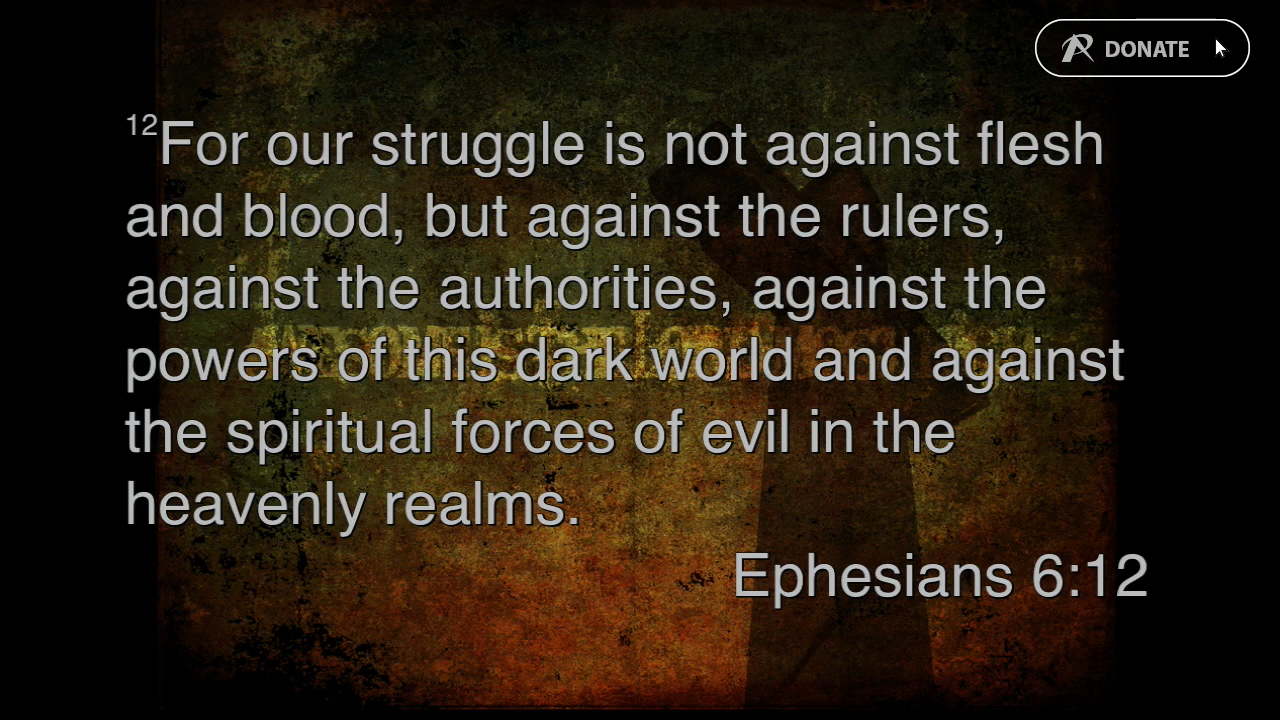 DONATE
12For our struggle is not against flesh
and blood, but against the rulers,
against the authorities, against the
powers of this dark world and against
the spiritual forces of evil in the
heavenly realms.
Ephesians 6:12